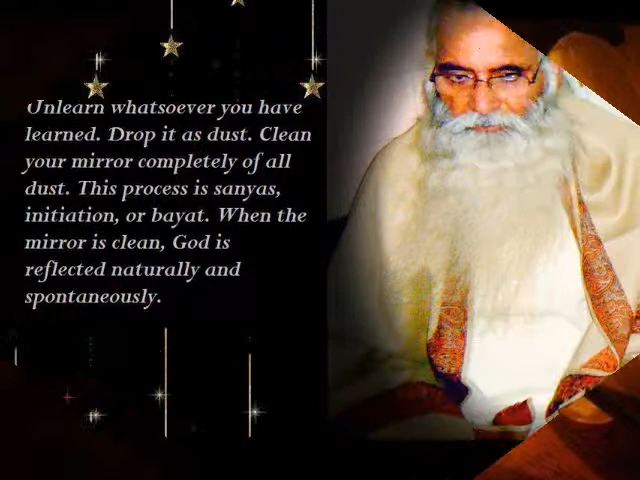 Unlearn whatsoever you have
learned. Drop it as dust. Clean
your mirror completely of all
dust. This process is sanyas,
initiation, or bayat. When the
mirror is clean, God is
reflected naturally and
spontaneously.